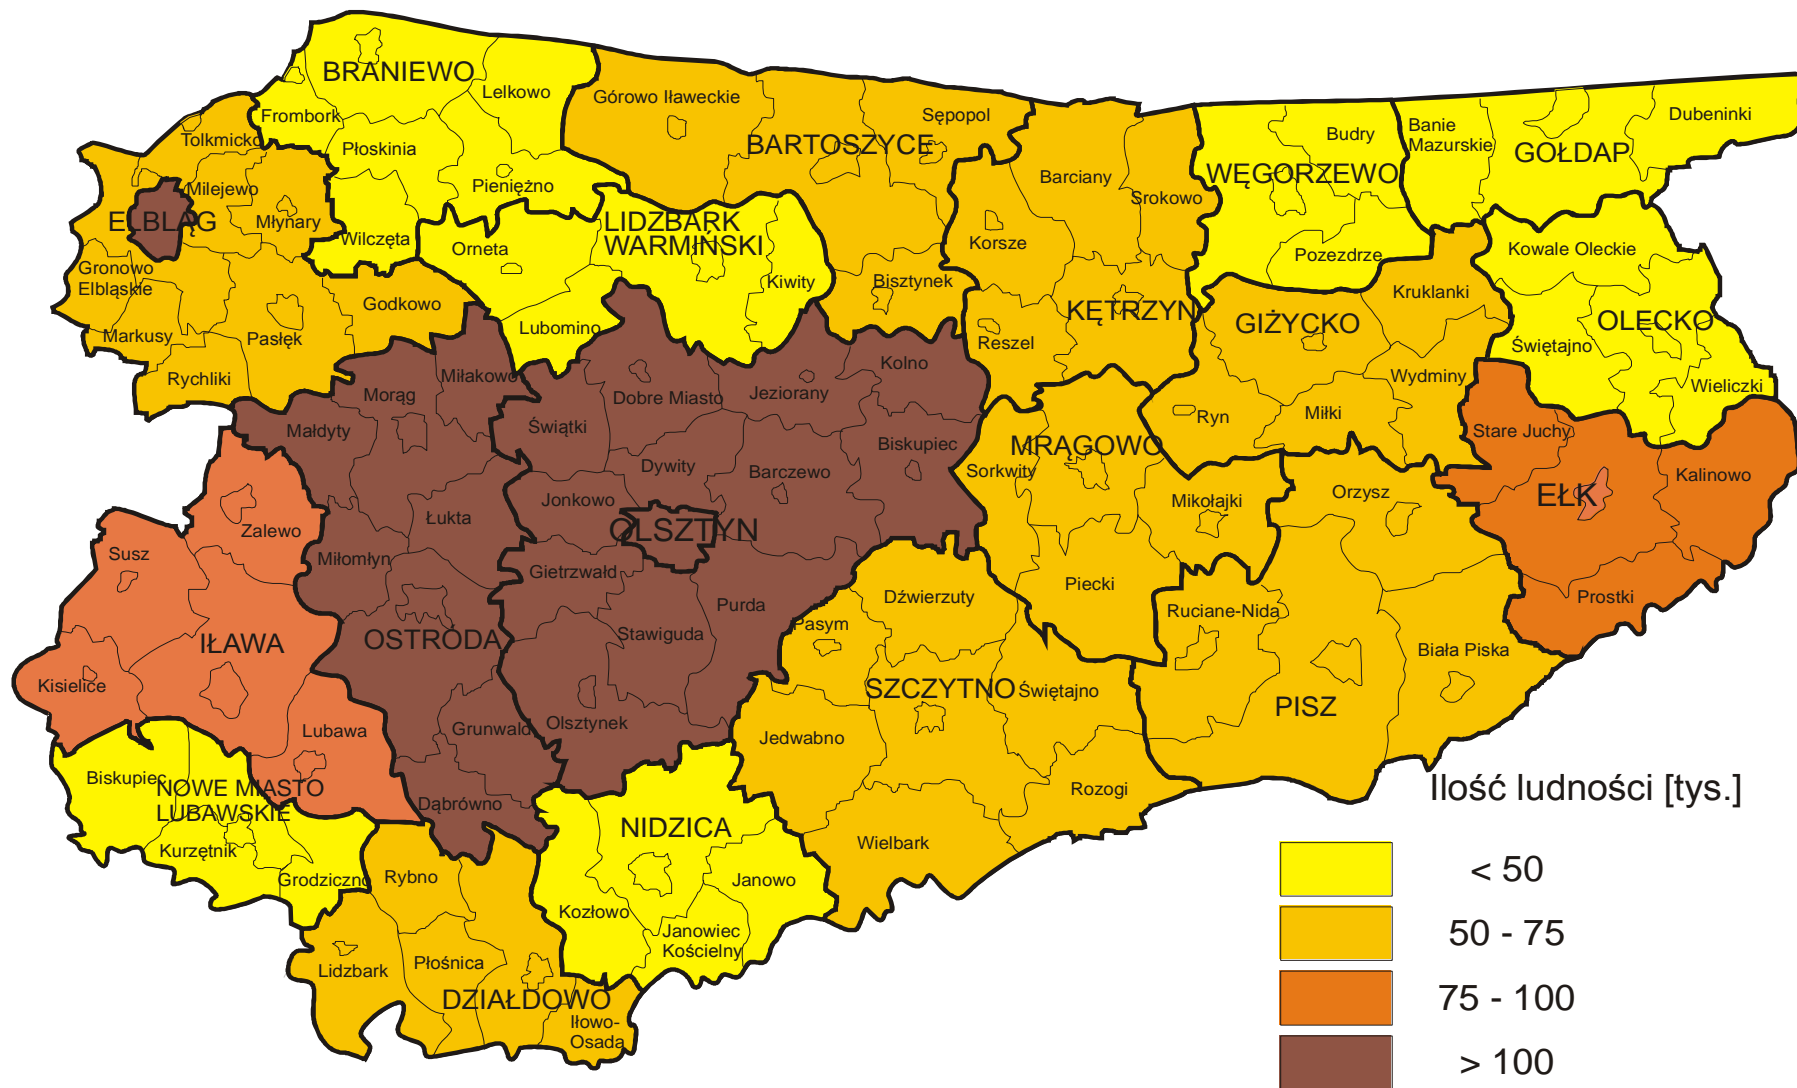 BRANIEWO
Lelkowo
Frombork
Płoskinia
Pieniężno
Wilczęta
Górowo Iławeckie
Sępopol
BARTOSZYCE
Bisztynek
Tolkmicko
Milejewo
ELBLĄG
Młynary
Gronowo
Elbląskie
Godkowo
Markusy
Pasłęk
Rychliki
Orneta
LIDZBARK
WARMIŃSKI
Kiwity
Lubomino
Barciany
Srokowo
Korsze
KĘTRZYN
Reszel
Budry
WĘGORZEWO
Pozezdrze
Banie
Mazurskie
GOŁDAP
Dubeninki
Kowale Oleckie
OLECKO
Świętajno
Wieliczki
Kruklanki
GIŻYCKO
Wydminy
Ryn
Miłki
Morąg
Miłakowo
Małdyty
Łukta
Miłomłyn
OSTRÓDA
Grunwald
Dąbrówno
Świątki
Dobre Miasto
Jeziorany
Kolno
Dywity
Barczewo
Biskupiec
Jonkowo
OLSZTYN
Gietrzwałd
Purda
Stawiguda
Olsztynek
MRĄGOWO
Sorkwity
Mikołajki
Piecki
Stare Juchy
Kalinowo
EŁK
Prostki
Orzysz
Ruciane-Nida
Biała Piska
PISZ
Zalewo
Susz
IŁAWA
Kisielice
Lubawa
Dźwierzuty
Pasym
SZCZYTNO
Świętajno
Jedwabno
Rozogi
Wielbark
Biskupiec
NOWE MIASTO
LUBAWSKIE
Kurzętnik
Grodziczno
NIDZICA
Janowo
Kozłowo
Janowiec
Kościelny
Rybno
Lidzbark
Płośnica
DZIAŁDOWO
Iłowo-
Osada
Ilość ludności [tys.]
< 50
50 - 75
75 - 100
> 100